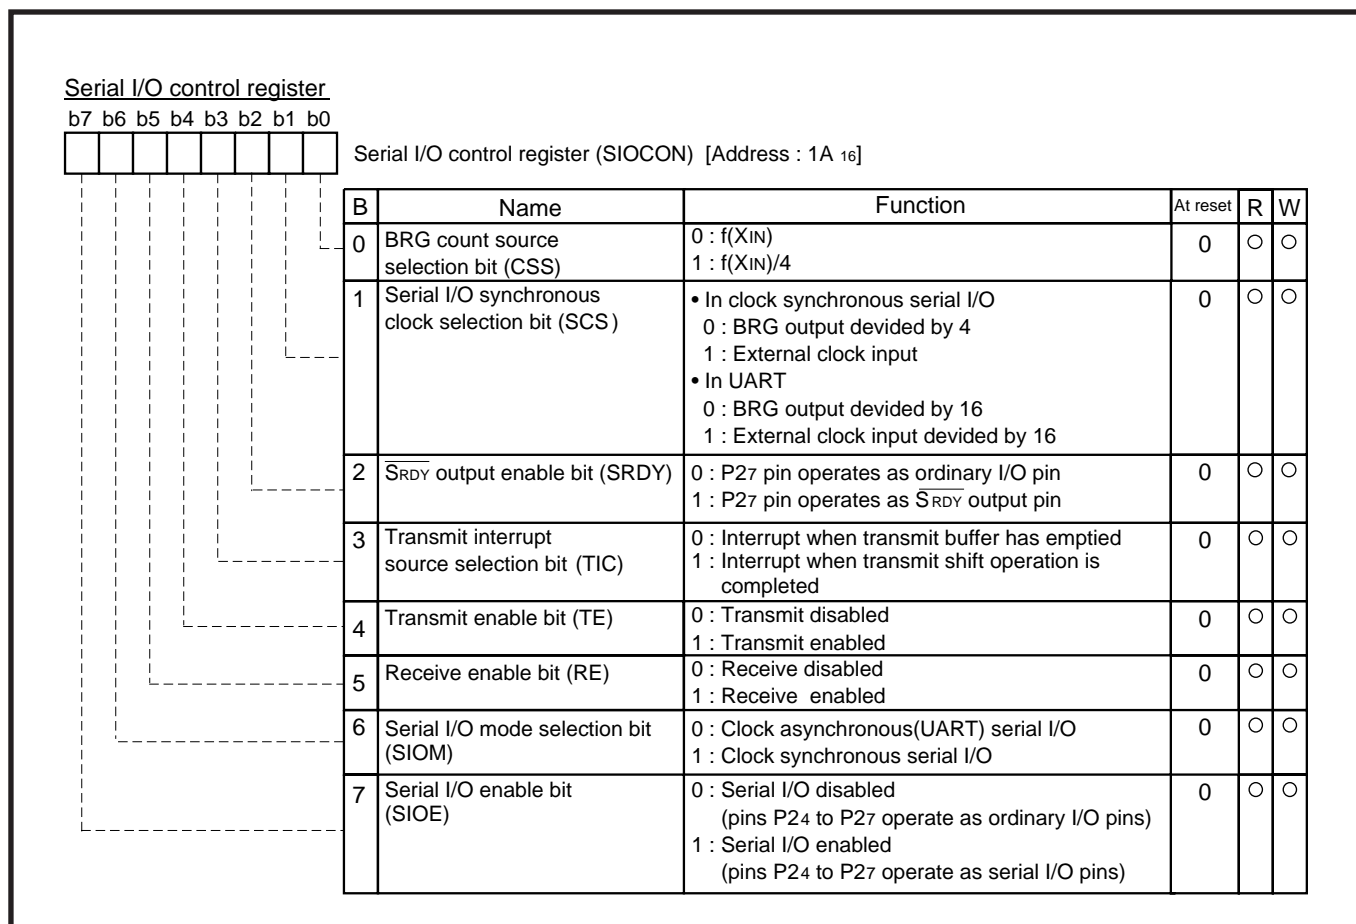 Serial I/O control register
b7 b6 b5 b4 b3 b2 b1 b0
Serial I/O control register (SIOCON) [Address : 1A 16]
B Name Function At reset R W
0 BRG count source selection bit (CSS) 0 : f(XIN) 0 ○ ○
1 : f(XIN)/4
1 Serial I/O synchronous clock selection bit (SCS) • In clock synchronous serial I/O 0 ○ ○
0 : BRG output devided by 4
1 : External clock input
• In UART
0 : BRG output devided by 16
1 : External clock input devided by 16
2 SRDY output enable bit (SRDY) 0 : P27 pin operates as ordinary I/O pin 0 ○ ○
1 : P27 pin operates as SRDY output pin
3 Transmit interrupt source selection bit (TIC) 0 : Interrupt when transmit buffer has emptied 0 ○ ○
1 : Interrupt when transmit shift operation is
completed
4 Transmit enable bit (TE) 0 : Transmit disabled 0 ○ ○
1 : Transmit enabled
5 Receive enable bit (RE) 0 : Receive disabled 0 ○ ○
1 : Receive enabled
6 Serial I/O mode selection bit (SIOM) 0 : Clock asynchronous(UART) serial I/O 0 ○ ○
1 : Clock synchronous serial I/O
7 Serial I/O enable bit (SIOE) 0 : Serial I/O disabled 0 ○ ○
(pins P24 to P27 operate as ordinary I/O pins)
1 : Serial I/O enabled
(pins P24 to P27 operate as serial I/O pins)